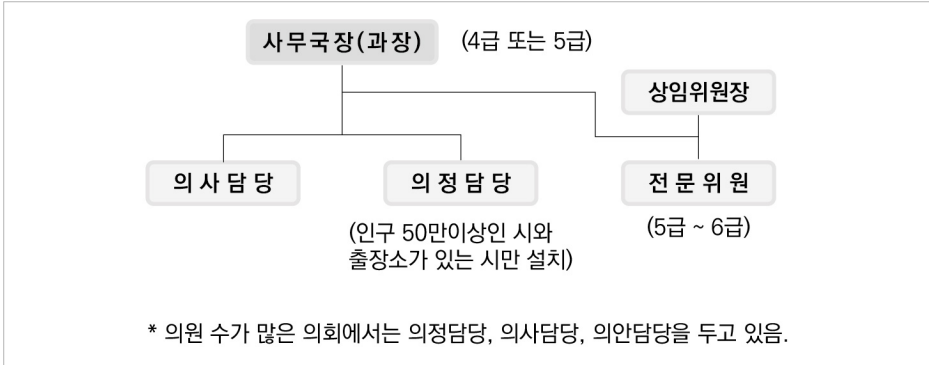 사무국장(과장) (4급 또는 5급)
상임위원장
의사담당 의정담당 전문위원
(인구 50만이상인 시와
출장소가 있는 시만 설치)
(5급 ~ 6급)
* 의원 수가 많은 의회에서는 의정담당, 의사담당, 의안담당을 두고 있음.